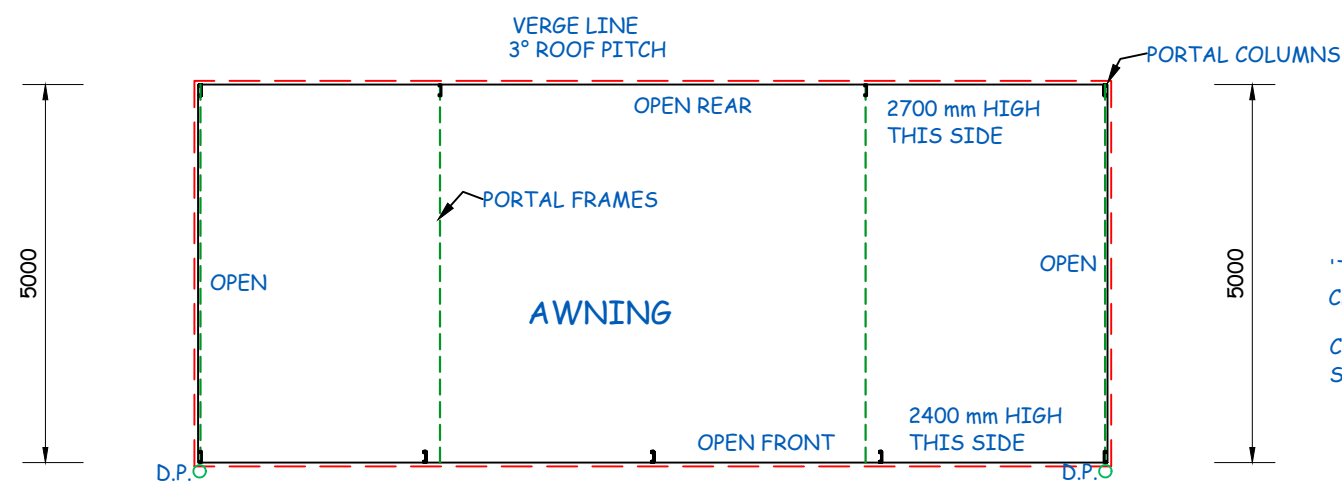 VERGE LINE
3° ROOF PITCH
PORTAL COLUMNS
OPEN REAR
2700 mm HIGH
THIS SIDE
PORTAL FRAMES
5000
OPEN
OPEN
5000
AWNING
2400 mm HIGH
THIS SIDE
OPEN FRONT
D.P.
D.P.